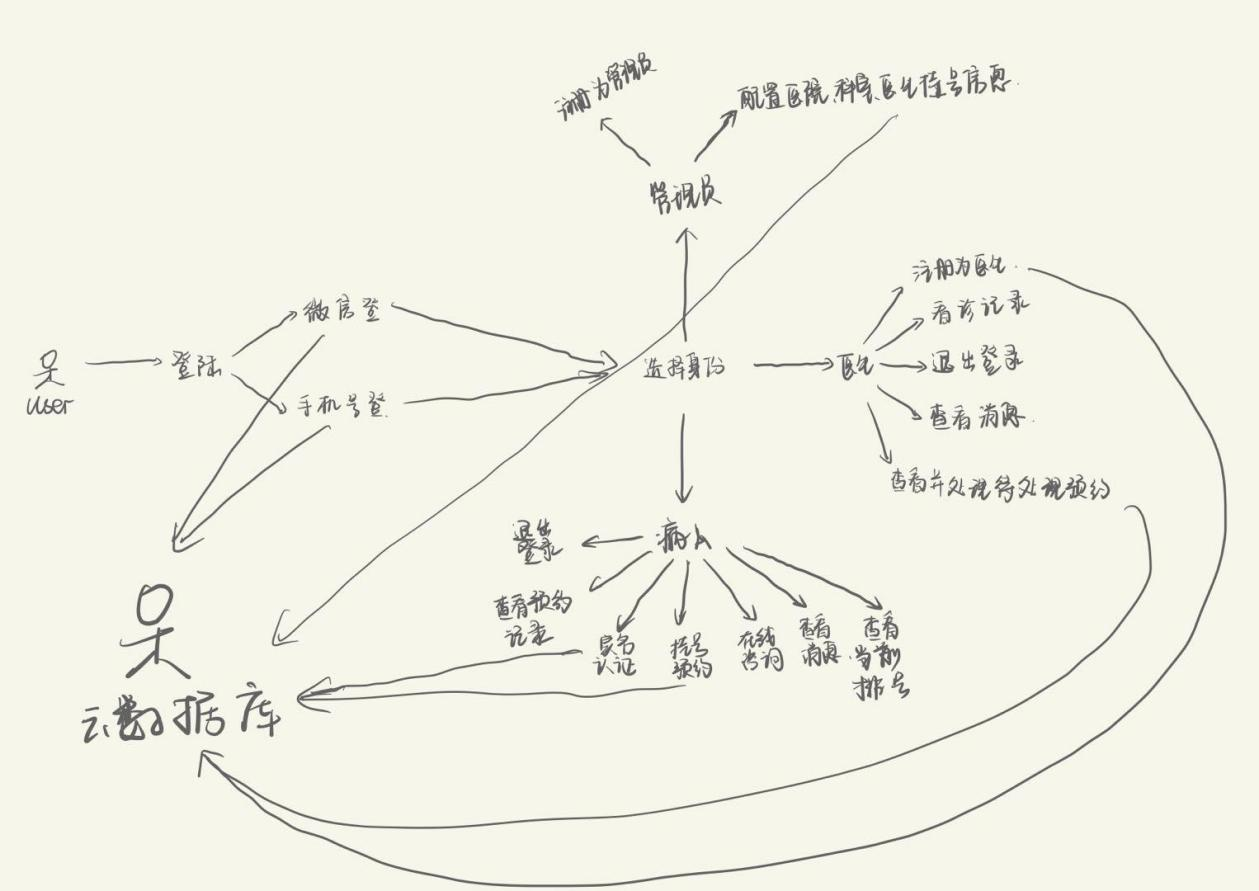 注册为管理员
配置医院、科室、医生挂号信息.
管理员
注册为医生.
微信登
看诊记录
登陆
选择身份
医生
退出登录
user
手机号登.
查看消息.
查看并处理待处理预约
病人
退出
登录
查看预约
记录
实名
认证
挂号
预约
在线
咨询
查看
消息
查看
当前
排号
云数据库